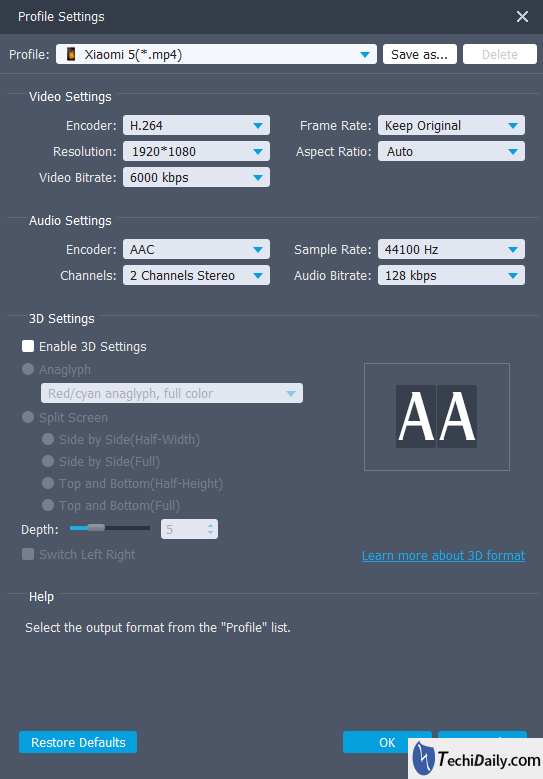 Profile Settings
Profile: Xiaomi 5(*.mp4) Save as... Delete
Video Settings
Encoder: H.264 Frame Rate: Keep Original
Resolution: 1920*1080 Aspect Ratio: Auto
Video Bitrate: 6000 kbps
Audio Settings
Encoder: AAC Sample Rate: 44100 Hz
Channels: 2 Channels Stereo Audio Bitrate: 128 kbps
3D Settings
Enable 3D Settings
Anaglyph
Red/cyan anaglyph, full color
Split Screen
Side by Side(Half-Width)
Side by Side(Full)
Top and Bottom(Half-Height)
Top and Bottom(Full)
AA
Depth: 5
Switch Left Right Learn more about 3D format
Help
Select the output format from the "Profile" list.
Restore Defaults OK
TechiDaily.com